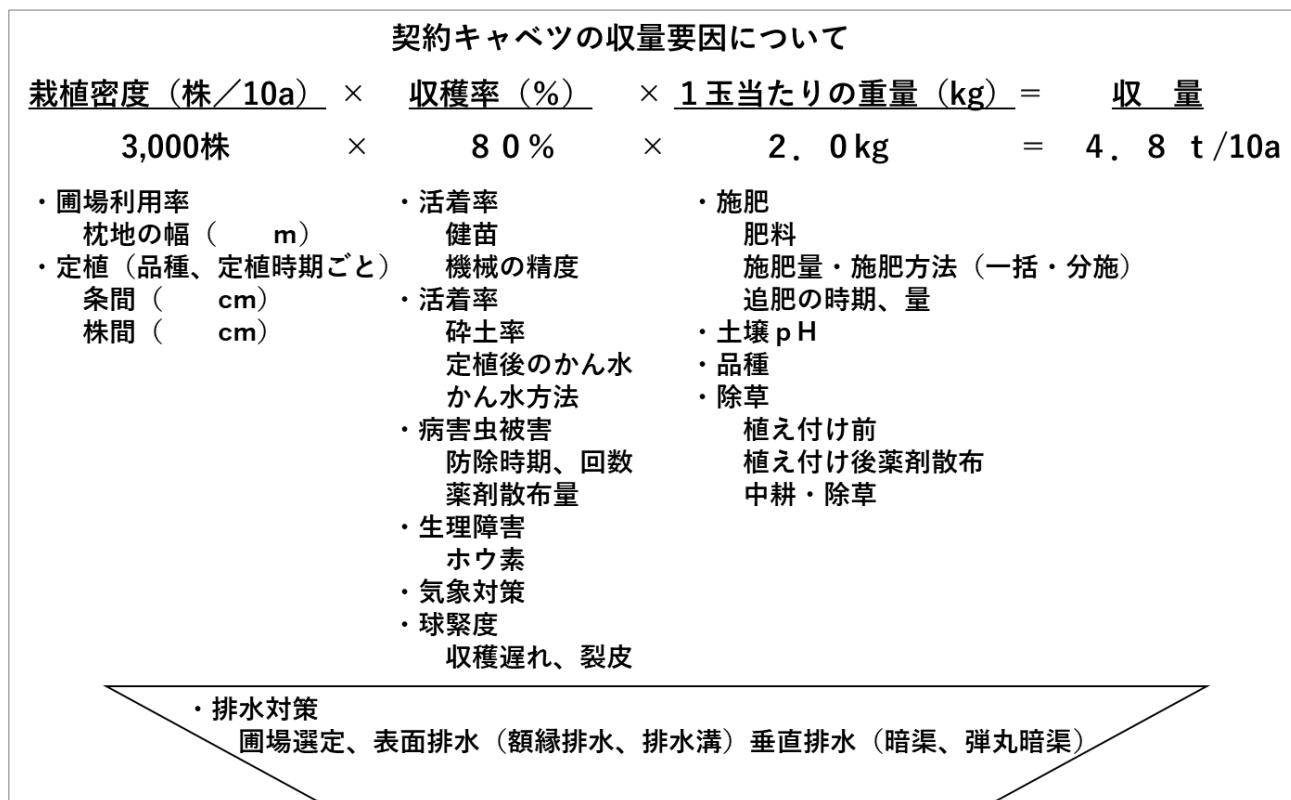 契約キャベツの収量要因について
栽植密度（株／10a） × 収穫率（%） × １玉当たりの重量（kg）＝ 収　量
3,000株 × ８０% × ２．０kg ＝ ４．８ t /10a
・圃場利用率
枕地の幅（　　m）
・定植（品種、定植時期ごと）
条間（　　cm）
株間（　　cm）
・活着率
健苗
機械の精度
・活着率
砕土率
定植後のかん水
かん水方法
・病害虫被害
防除時期、回数
薬剤散布量
・生理障害
ホウ素
・気象対策
・球緊度
収穫遅れ、裂皮
・施肥
肥料
施肥量・施肥方法（一括・分施）
追肥の時期、量
・土壌ｐH
・品種
・除草
植え付け前
植え付け後薬剤散布
中耕・除草
・排水対策
圃場選定、表面排水（額縁排水、排水溝）垂直排水（暗渠、弾丸暗渠）